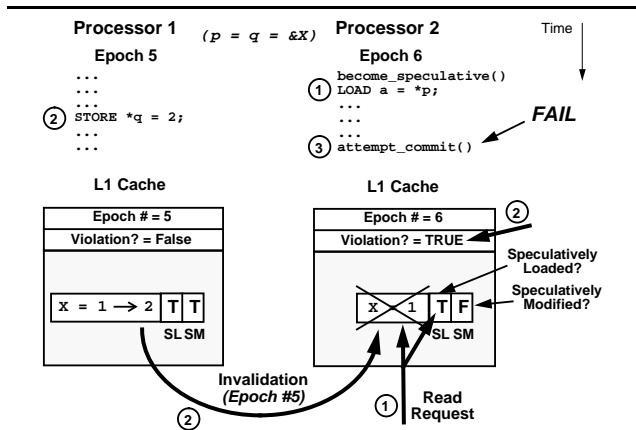 Processor 1
(p = q = &X)
Processor 2
Time
Epoch 5
Epoch 6
...
...
...
② STORE *q = 2;
...
...
become_speculative()
① LOAD a = *p;
...
...
...
③ attempt_commit()
FAIL
L1 Cache
Epoch # = 5
Violation? = False
X = 1 → 2 T T
SL SM
L1 Cache
②
Epoch # = 6
Violation? = TRUE
Speculatively
Loaded?
Speculatively
Modified?
X = 1 T F
SL SM
Invalidation
(Epoch #5)
②
①
Read
Request